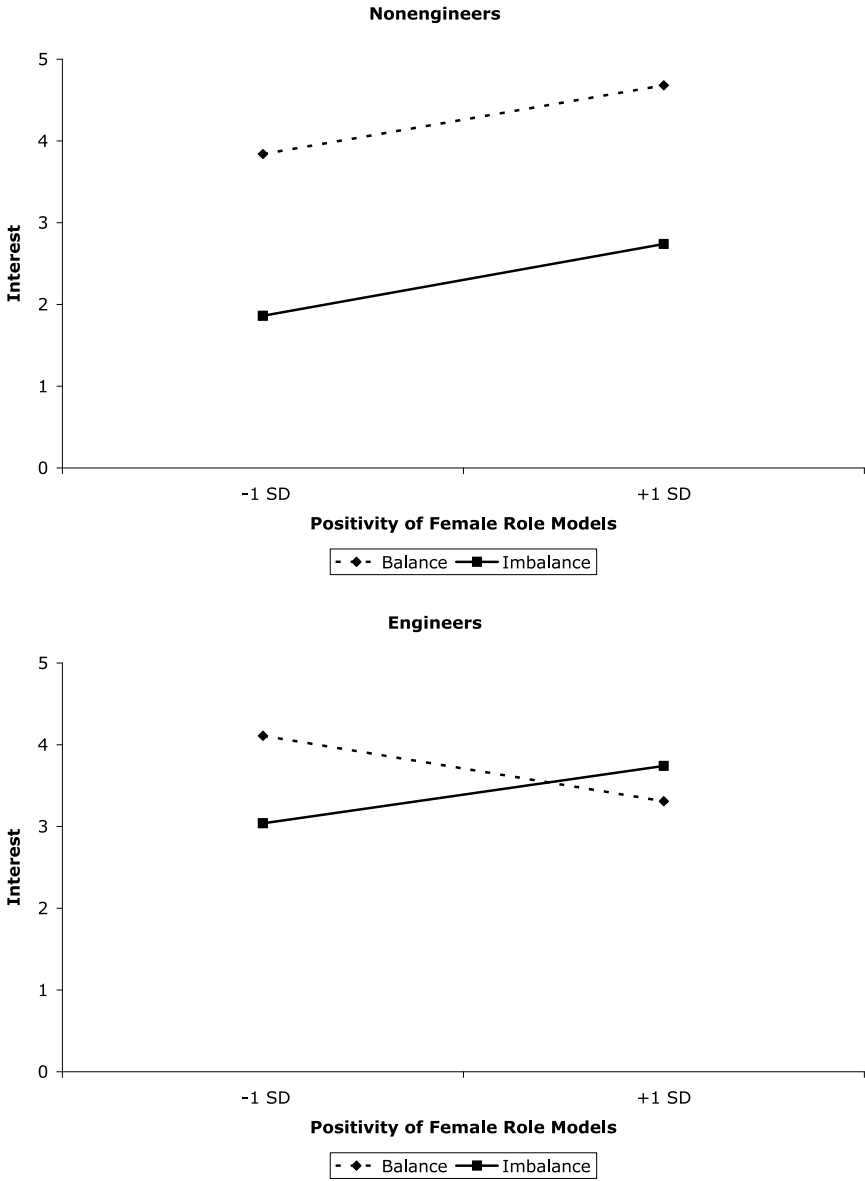 Nonengineers
5
4
3
2
1
0
Interest
-1 SD +1 SD
Positivity of Female Role Models
Balance Imbalance
Engineers
5
4
3
2
1
0
Interest
-1 SD +1 SD
Positivity of Female Role Models
Balance Imbalance